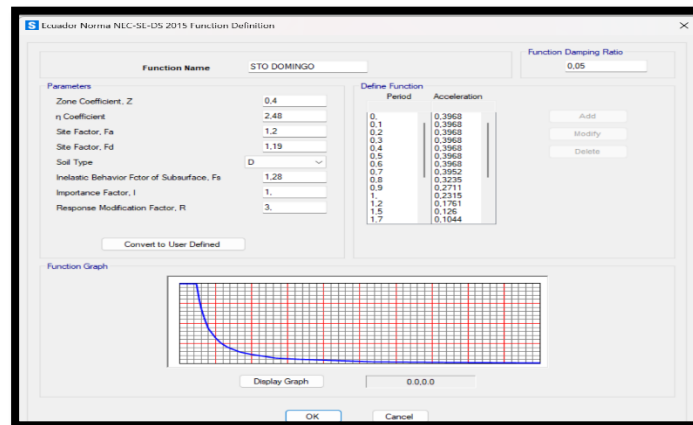 S Ecuador Norma NEC-SE-DS 2015 Function Definition
Function Name STO DOMINGO
Function Damping Ratio
0,05
Parameters
Zone Coefficient, Z 0,4
η Coefficient 2,48
Site Factor, Fa 1,2
Site Factor, Fd 1,19
Soil Type D
Inelastic Behavior Fctor of Subsurface, Fs 1,28
Importance Factor, I 1,
Response Modification Factor, R 3,
Convert to User Defined
Define Function
Period Acceleration
0, 0,3968
0,1 0,3968
0,2 0,3968
0,3 0,3968
0,4 0,3968
0,5 0,3968
0,6 0,3968
0,7 0,3952
0,8 0,3235
0,9 0,2711
1, 0,2315
1,2 0,1761
1,5 0,126
1,7 0,1044
Add
Modify
Delete
Function Graph
Display Graph 0.0,0.0
OK Cancel